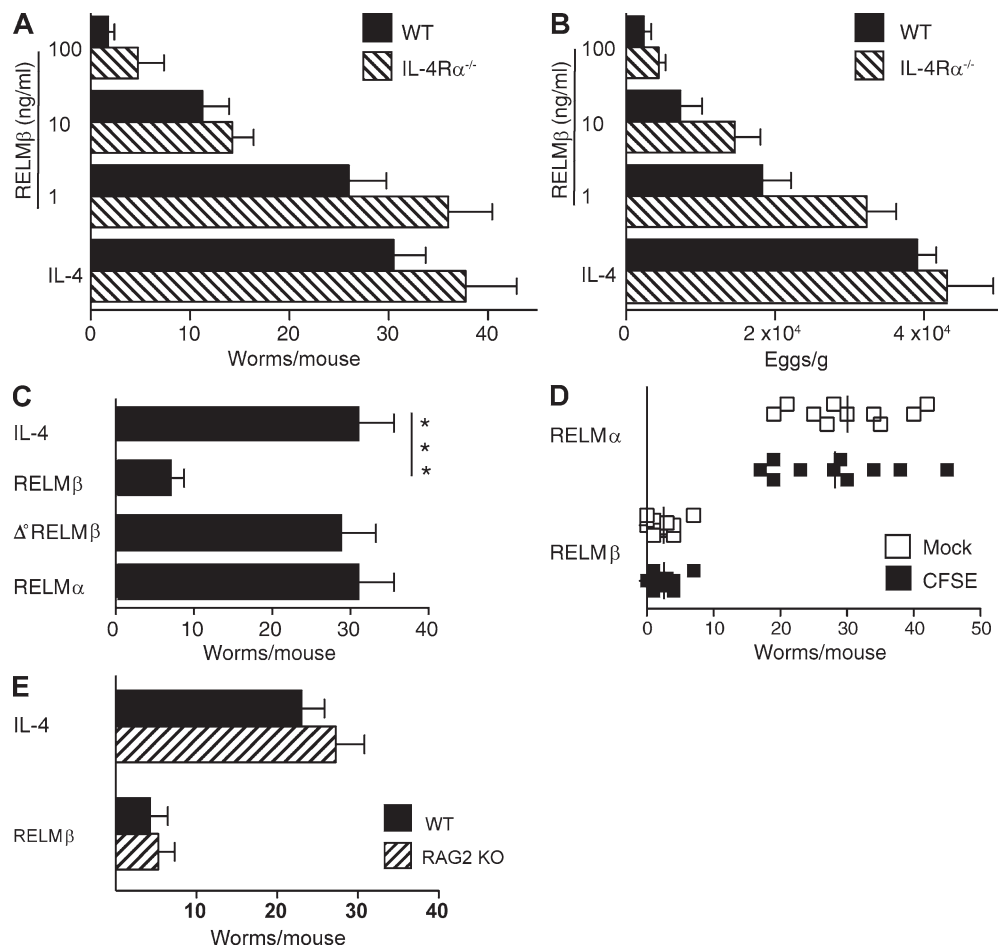 A
WT
IL-4Rα-/-
RELMβ (ng/ml)
100
10
1
IL-4
0 10 20 30 40
Worms/mouse
B
WT
IL-4Rα-/-
RELMβ (ng/ml)
100
10
1
IL-4
0 2 x10⁴ 4 x10⁴
Eggs/g
C
IL-4
* * *
RELMβ
Δ°RELMβ
RELMα
0 10 20 30 40
Worms/mouse
D
RELMα
RELMβ
Mock
CFSE
0 10 20 30 40 50
Worms/mouse
E
IL-4
RELMβ
WT
RAG2 KO
10 20 30 40
Worms/mouse